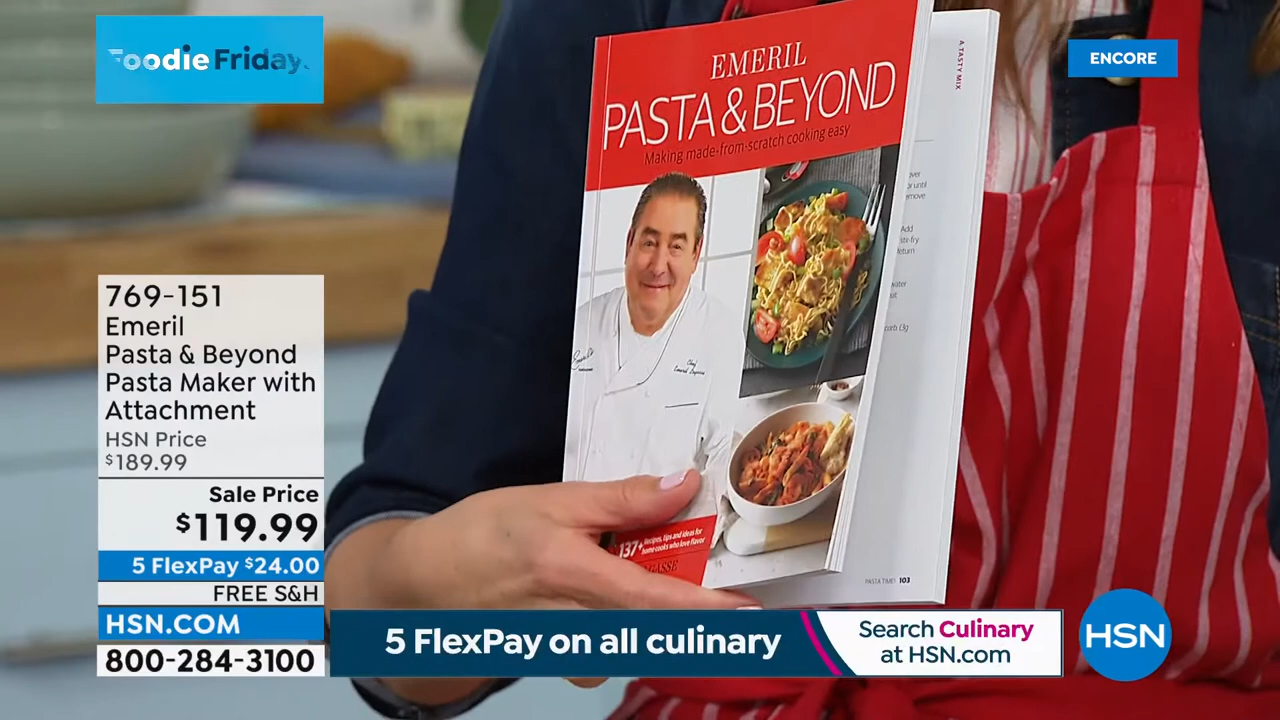 Foodie Friday
ENCORE
EMERIL
PASTA & BEYOND
Making made-from-scratch cooking easy
A TASTY MIX
137+ Recipes, tips and ideas for
home cooks who love flavor
PASTA TIME! 103
769-151
Emeril
Pasta & Beyond
Pasta Maker with
Attachment
HSN Price
$189.99
Sale Price
$119.99
5 FlexPay $24.00
FREE S&H
HSN.COM
800-284-3100
5 FlexPay on all culinary
Search Culinary
at HSN.com
HSN